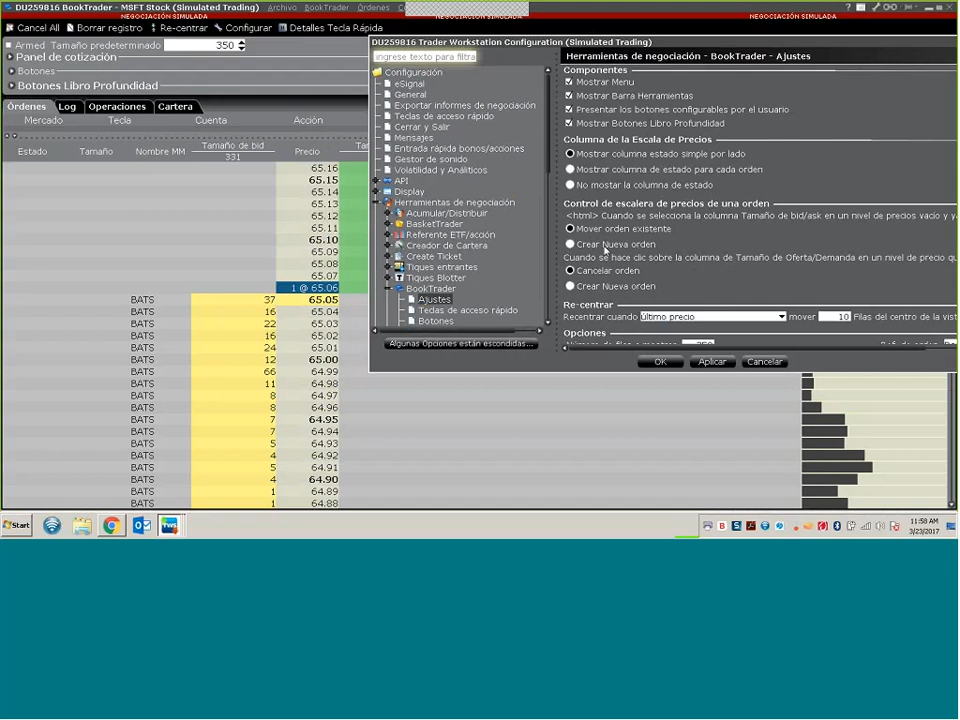 DU259816 BookTrader - MSFT Stock (Simulated Trading) Archivo BookTrader Órdenes
NEGOCIACIÓN SIMULADA NEGOCIACIÓN SIMULADA NEGOCIACIÓN SIMULADA
Cancel All Borrar registro Re-centrar Configurar Detalles Tecla Rápida
Armed Tamaño predeterminado 350
Panel de cotización
Botones
Botones Libro Profundidad
Órdenes Log Operaciones Cartera
Mercado Tecla Cuenta Acción
Estado Tamaño Nombre MM Tamaño de bid Precio
331
65.16
65.15
65.14
65.13
65.12
65.11
65.10
65.09
65.08
65.07
1 @ 65.06
BATS 37 65.05
BATS 16 65.04
BATS 22 65.03
BATS 16 65.02
BATS 24 65.01
BATS 12 65.00
BATS 66 64.99
BATS 11 64.98
BATS 8 64.97
BATS 8 64.96
BATS 7 64.95
BATS 7 64.94
BATS 5 64.93
BATS 4 64.92
BATS 5 64.91
BATS 4 64.90
BATS 1 64.89
BATS 1 64.88
DU259816 Trader Workstation Configuration (Simulated Trading)
ingrese texto para filtra
Configuración
eSignal
General
Exportar informes de negociación
Teclas de acceso rápido
Cerrar y Salir
Mensajes
Entrada rápida bonos/acciones
Gestor de sonido
Volatilidad y Analíticos
API
Display
Herramientas de negociación
Acumular/Distribuir
BasketTrader
Referente ETF/acción
Creador de Cartera
Create Ticket
Tiques entrantes
Tiques Blotter
BookTrader
Ajustes
Teclas de acceso rápido
Botones
Algunas Opciones están escondidas...
Herramientas de negociación - BookTrader - Ajustes
Componentes
Mostrar Menu
Mostrar Barra Herramientas
Presentar los botones configurables por el usuario
Mostrar Botones Libro Profundidad
Columna de la Escala de Precios
Mostrar columna estado simple por lado
Mostrar columna de estado para cada orden
No mostar la columna de estado
Control de escalera de precios de una orden
<html> Cuando se selecciona la columna Tamaño de bid/ask en un nivel de precios vacío y
Mover orden existente
Crear Nueva orden
Cuando se hace clic sobre la columna de Tamaño de Oferta/Demanda en un nivel de precio
Cancelar orden
Crear Nueva orden
Re-centrar
Recentrar cuando último precio mover 10 Filas del centro de la
Opciones
OK Aplicar Cancelar
Start 11:58 AM
3/23/2017